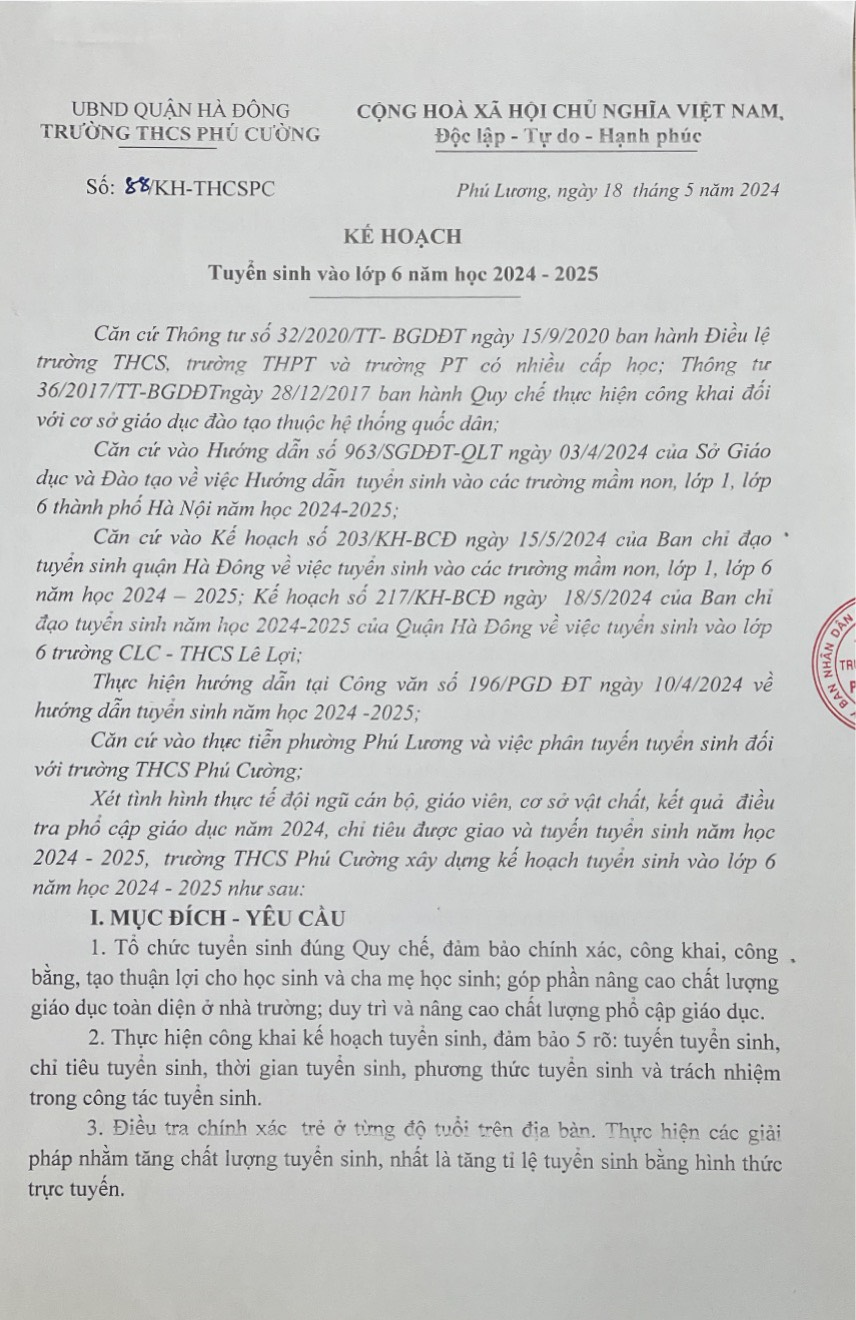 UBND QUẬN HÀ ĐÔNG
TRƯỜNG THCS PHÚ CƯỜNG
CỘNG HOÀ XÃ HỘI CHỦ NGHĨA VIỆT NAM
Độc lập - Tự do - Hạnh phúc
Số: 88/KH-THCSPC
Phú Lương, ngày 18 tháng 5 năm 2024
KẾ HOẠCH
Tuyển sinh vào lớp 6 năm học 2024 - 2025
Căn cứ Thông tư số 32/2020/TT- BGDĐT ngày 15/9/2020 ban hành Điều lệ
trường THCS, trường THPT và trường PT có nhiều cấp học; Thông tư
36/2017/TT-BGDĐTngày 28/12/2017 ban hành Quy chế thực hiện công khai đối
với cơ sở giáo dục đào tạo thuộc hệ thống quốc dân;
Căn cứ vào Hướng dẫn số 963/SGDĐT-QLT ngày 03/4/2024 của Sở Giáo
dục và Đào tạo về việc Hướng dẫn tuyển sinh vào các trường mầm non, lớp 1, lớp
6 thành phố Hà Nội năm học 2024-2025;
Căn cứ vào Kế hoạch số 203/KH-BCĐ ngày 15/5/2024 của Ban chỉ đạo
tuyển sinh quận Hà Đông về việc tuyển sinh vào các trường mầm non, lớp 1, lớp 6
năm học 2024 – 2025; Kế hoạch số 217/KH-BCĐ ngày 18/5/2024 của Ban chỉ
đạo tuyển sinh năm học 2024-2025 của Quận Hà Đông về việc tuyển sinh vào lớp
6 trường CLC - THCS Lê Lợi;
Thực hiện hướng dẫn tại Công văn số 196/PGD ĐT ngày 10/4/2024 về
hướng dẫn tuyển sinh năm học 2024 -2025;
Căn cứ vào thực tiễn phường Phú Lương và việc phân tuyến tuyển sinh đối
với trường THCS Phú Cường;
Xét tình hình thực tế đội ngũ cán bộ, giáo viên, cơ sở vật chất, kết quả điều
tra phổ cập giáo dục năm 2024, chỉ tiêu được giao và tuyến tuyển sinh năm học
2024 - 2025, trường THCS Phú Cường xây dựng kế hoạch tuyển sinh vào lớp 6
năm học 2024 - 2025 như sau:
I. MỤC ĐÍCH - YÊU CẦU
1. Tổ chức tuyển sinh đúng Quy chế, đảm bảo chính xác, công khai, công
bằng, tạo thuận lợi cho học sinh và cha mẹ học sinh; góp phần nâng cao chất lượng
giáo dục toàn diện ở nhà trường; duy trì và nâng cao chất lượng phổ cập giáo dục.
2. Thực hiện công khai kế hoạch tuyển sinh, đảm bảo 5 rõ: tuyến tuyển sinh,
chỉ tiêu tuyển sinh, thời gian tuyển sinh, phương thức tuyển sinh và trách nhiệm
trong công tác tuyển sinh.
3. Điều tra chính xác trẻ ở từng độ tuổi trên địa bàn. Thực hiện các giải
pháp nhằm tăng chất lượng tuyển sinh, nhất là tăng tỉ lệ tuyển sinh bằng hình thức
trực tuyến.
BAN NHÂN DÂN